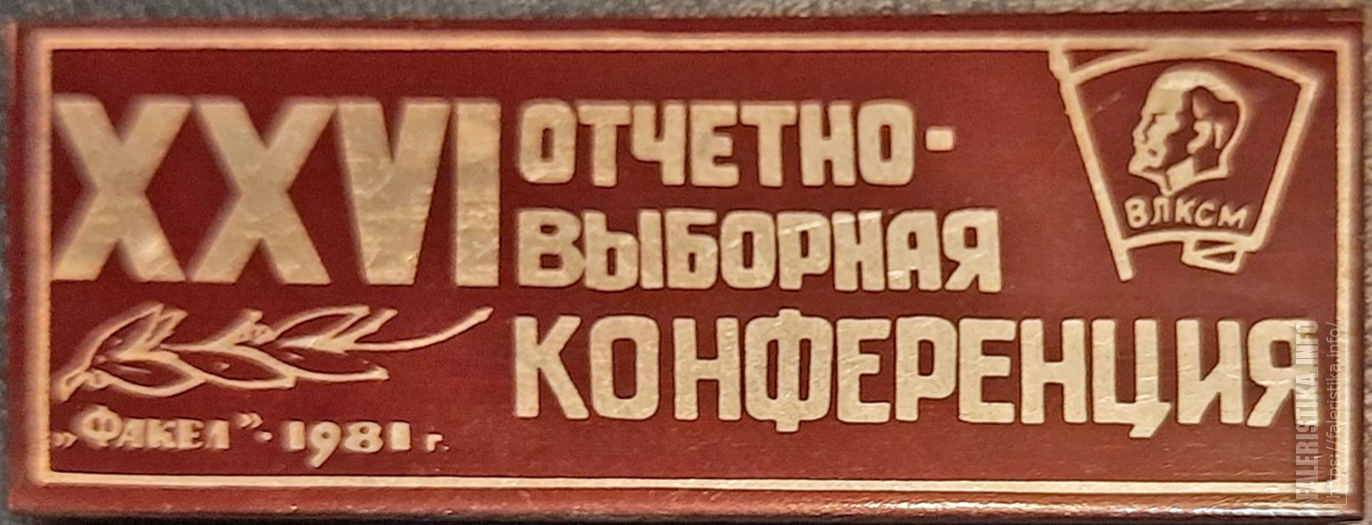 XXVI
ОТЧЕТНО-
ВЫБОРНАЯ
КОНФЕРЕНЦИЯ
„ФАКЕЛ”-1981 г.
ВЛКСМ
FALERISTIKA.INFO
https://faleristika.info/